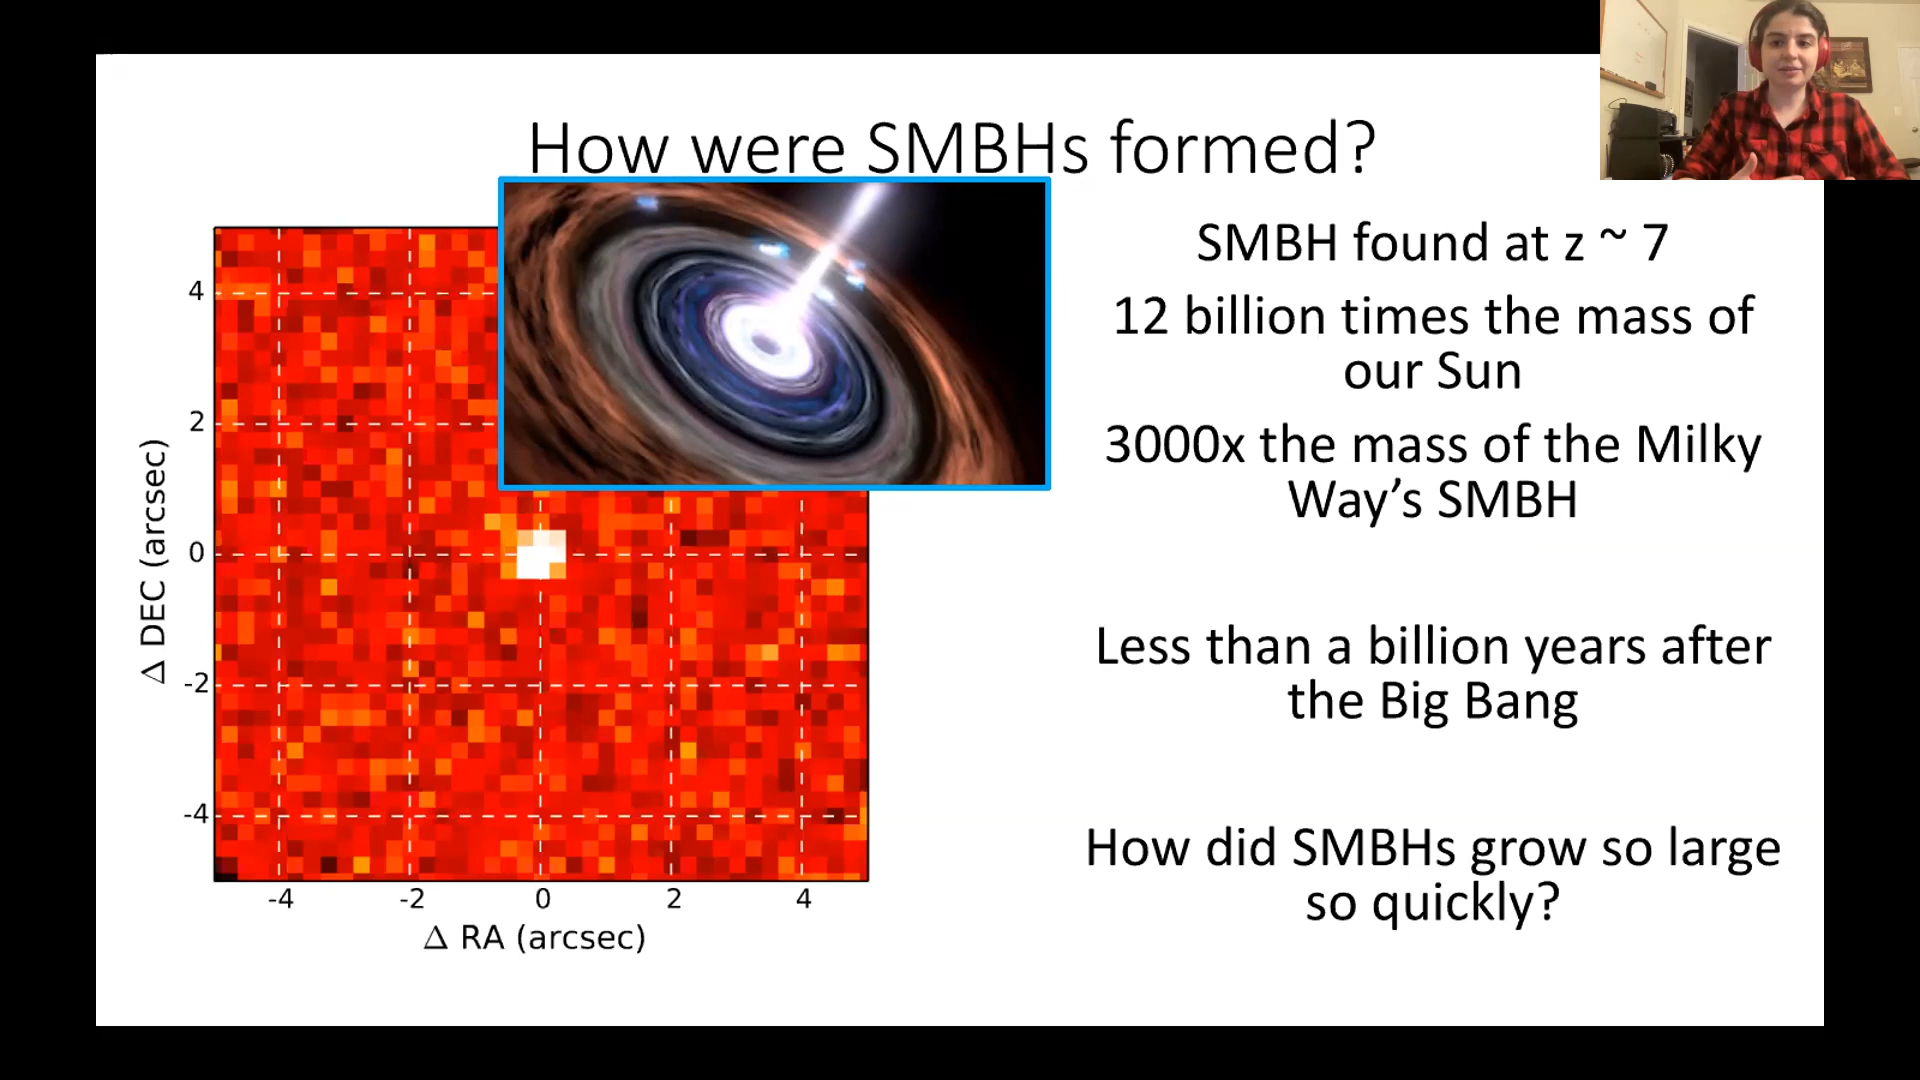 How were SMBHs formed?
SMBH found at z ~ 7
12 billion times the mass of
our Sun
3000x the mass of the Milky
Way’s SMBH
Less than a billion years after
the Big Bang
How did SMBHs grow so large
so quickly?
Δ DEC (arcsec)
4
2
0
-2
-4
-4 -2 0 2 4
Δ RA (arcsec)